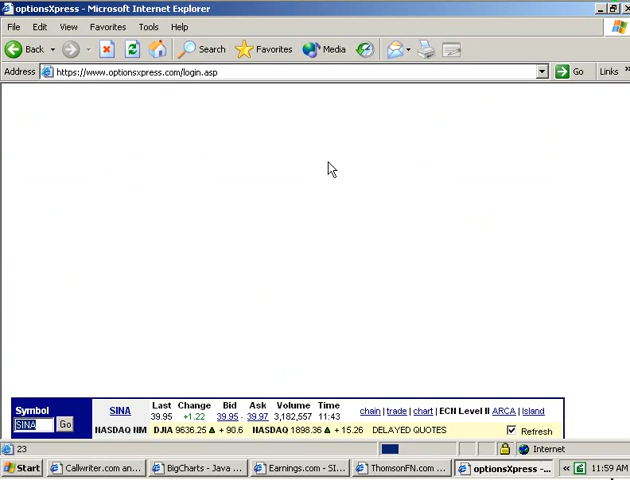 optionsXpress - Microsoft Internet Explorer
File Edit View Favorites Tools Help
Back Search Favorites Media
Address https://www.optionsxpress.com/login.asp Go Links »
Symbol SINA Last Change Bid Ask Volume Time
SINA Go 39.95 +1.22 39.95 - 39.97 3,182,557 11:43 chain | trade | chart | ECN Level II ARCA | Island
NASDAQ NM DJIA 9636.25 + 90.6 NASDAQ 1898.36 + 15.26 DELAYED QUOTES Refresh
23 Internet
Start Callwriter.com an... BigCharts - Java ... Earnings.com - SI... ThomsonFN.com ... optionsXpress -... « 11:59 AM